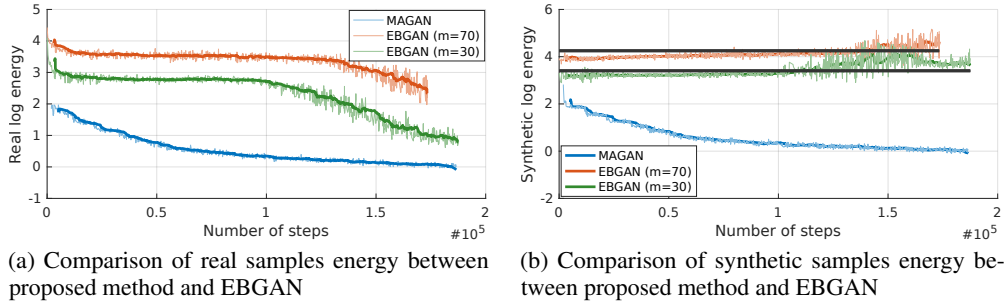 5
4
3
2
1
0
-1
Real log energy
MAGAN
EBGAN (m=70)
EBGAN (m=30)
0
0.5
1
1.5
2
Number of steps
#10^5
6
4
2
0
-2
Synthetic log energy
MAGAN
EBGAN (m=70)
EBGAN (m=30)
0
0.5
1
1.5
2
Number of steps
#10^5
(a) Comparison of real samples energy between
proposed method and EBGAN
(b) Comparison of synthetic samples energy be-
tween proposed method and EBGAN